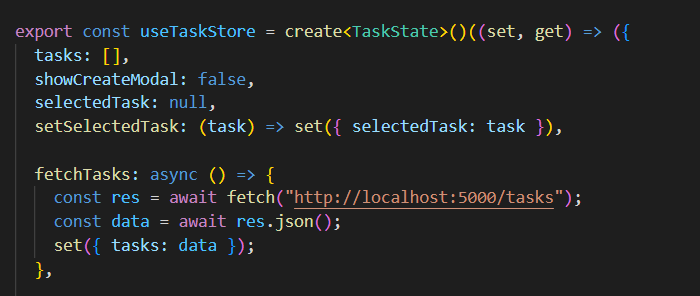 export const useTaskStore = create<TaskState>()((set, get) => ({
  tasks: [],
  showCreateModal: false,
  selectedTask: null,
  setSelectedTask: (task) => set({ selectedTask: task }),

  fetchTasks: async () => {
    const res = await fetch("http://localhost:5000/tasks");
    const data = await res.json();
    set({ tasks: data });
  },